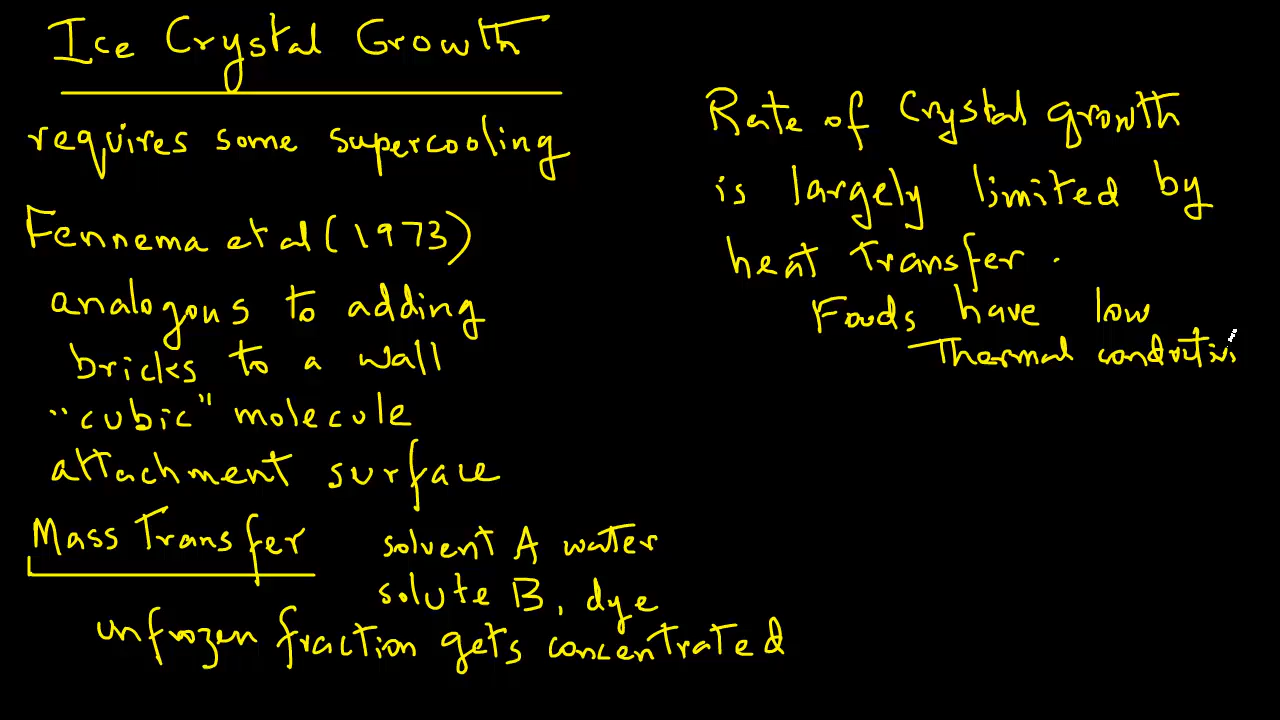 Ice Crystal Growth
requires some supercooling
Fennema et al (1973)
analogous to adding
bricks to a wall
"cubic" molecule
attachment surface
Mass Transfer
solvent A water
solute B, dye
unfrozen fraction gets concentrated
Rate of Crystal growth
is largely limited by
heat transfer.
Foods have low
Thermal conductivi